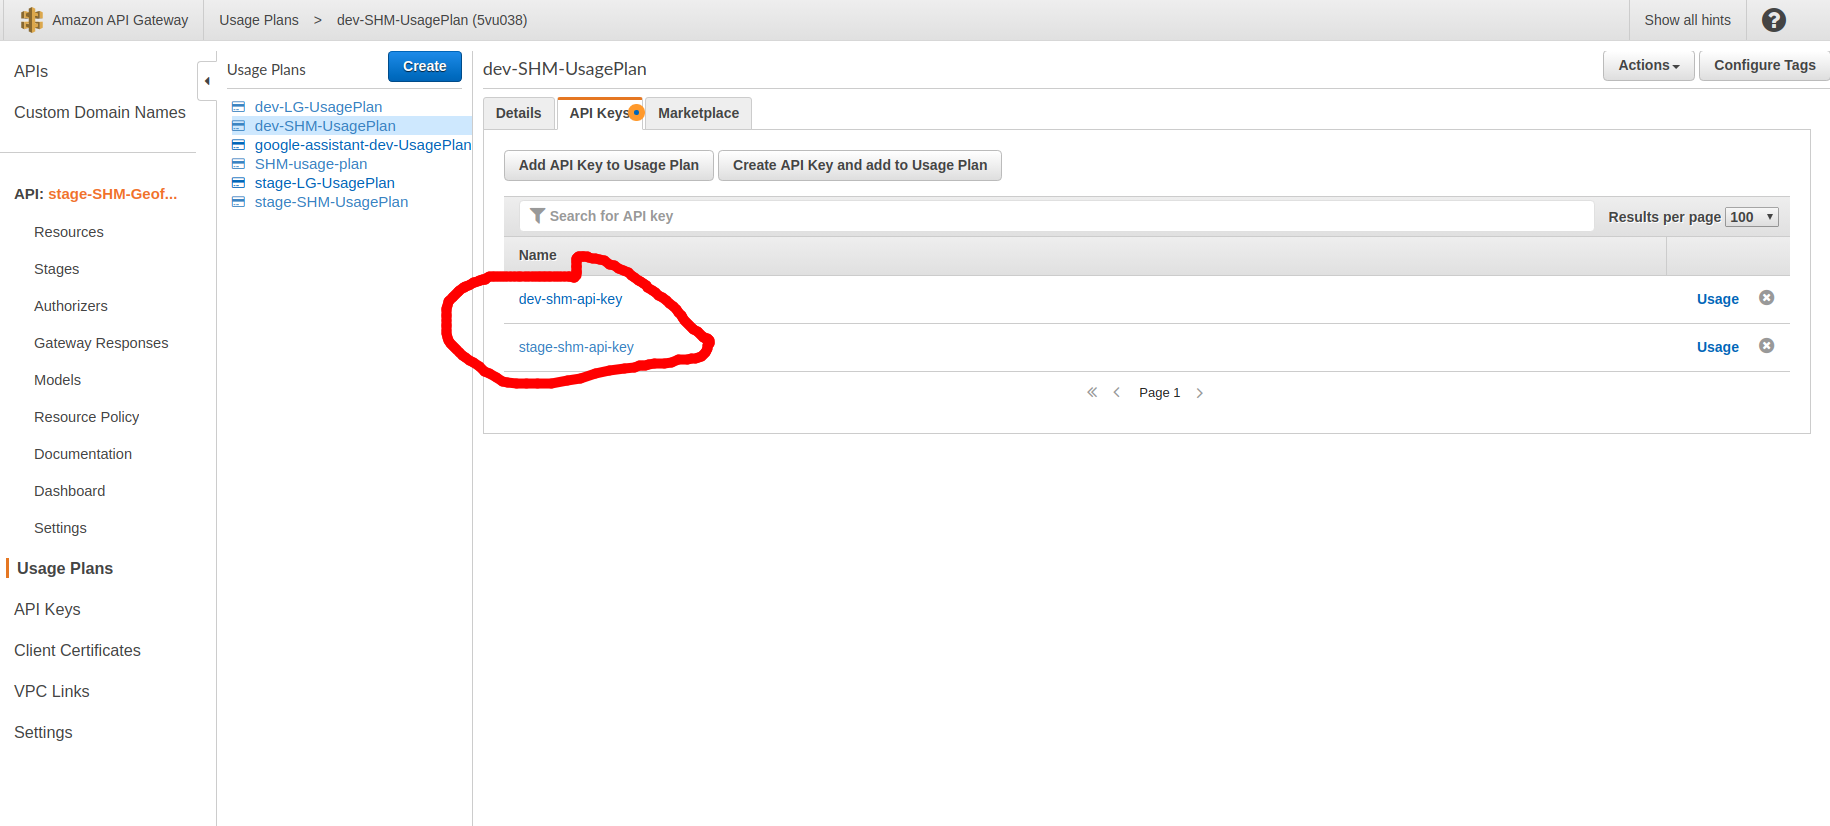 Amazon API Gateway
Usage Plans > dev-SHM-UsagePlan (5vu038)
Show all hints
?
APIs
Custom Domain Names
API: stage-SHM-Geof...
Resources
Stages
Authorizers
Gateway Responses
Models
Resource Policy
Documentation
Dashboard
Settings
Usage Plans
API Keys
Client Certificates
VPC Links
Settings
Usage Plans
Create
dev-LG-UsagePlan
dev-SHM-UsagePlan
google-assistant-dev-UsagePlan
SHM-usage-plan
stage-LG-UsagePlan
stage-SHM-UsagePlan
dev-SHM-UsagePlan
Actions
Configure Tags
Details
API Keys
Marketplace
Add API Key to Usage Plan
Create API Key and add to Usage Plan
Search for API key
Results per page 100
Name
dev-shm-api-key
Usage
stage-shm-api-key
Usage
« < Page 1 >